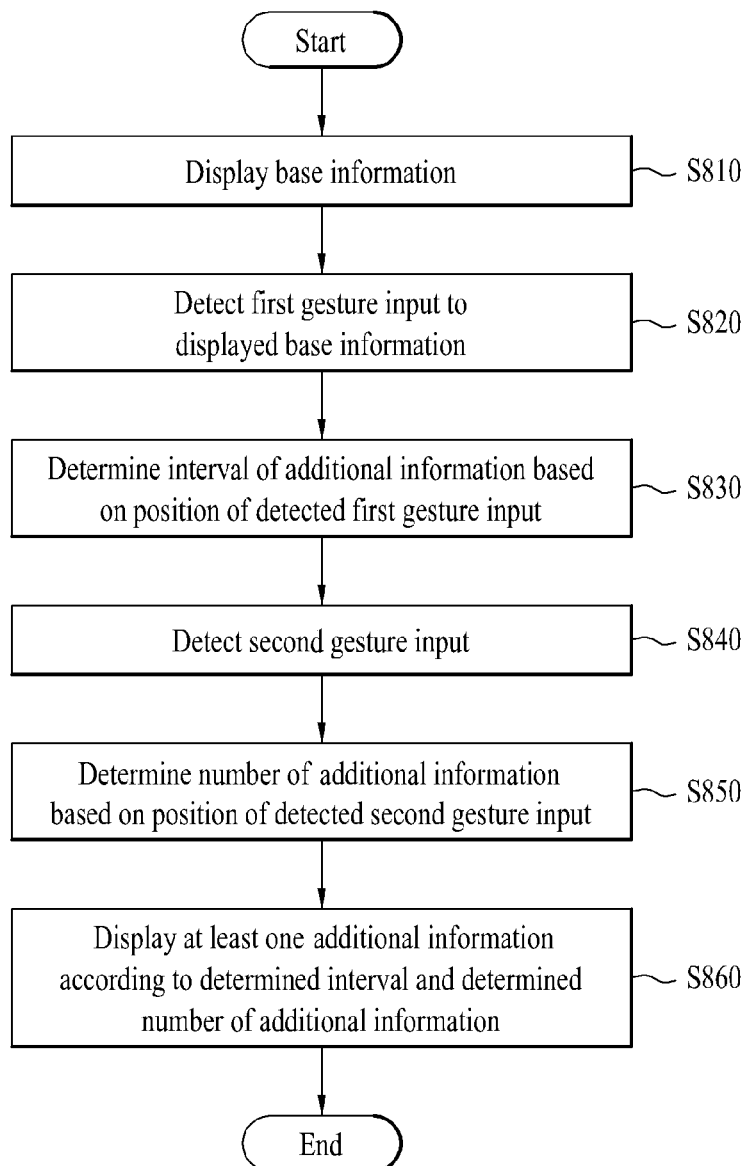 Start
Display base information
S810
Detect first gesture input to
displayed base information
S820
Determine interval of additional information based
on position of detected first gesture input
S830
Detect second gesture input
S840
Determine number of additional information
based on position of detected second gesture input
S850
Display at least one additional information
according to determined interval and determined
number of additional information
S860
End